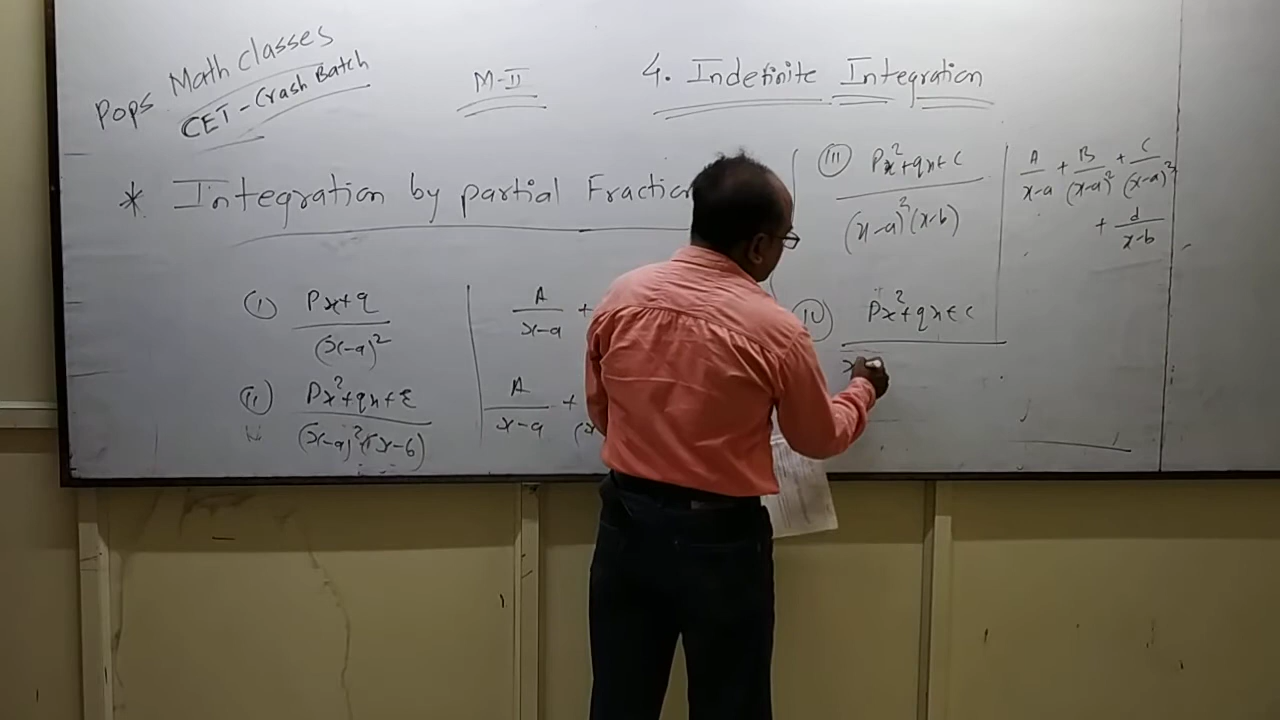 Pops Math classes
CET - Crash Batch
M-II
4. Indefinite Integration
* Integration by partial Fraction
(I) Px+q / (x-a)²
A/x-a +
(II) Px²+qx+c / (x-a)²(x-b)
A/x-a +
(III) Px²+qx+c / (x-a)²(x-b)
A/x-a + B/(x-a)² + C/(x-a)³
+ d/x-b
(IV) Px²+qx+c